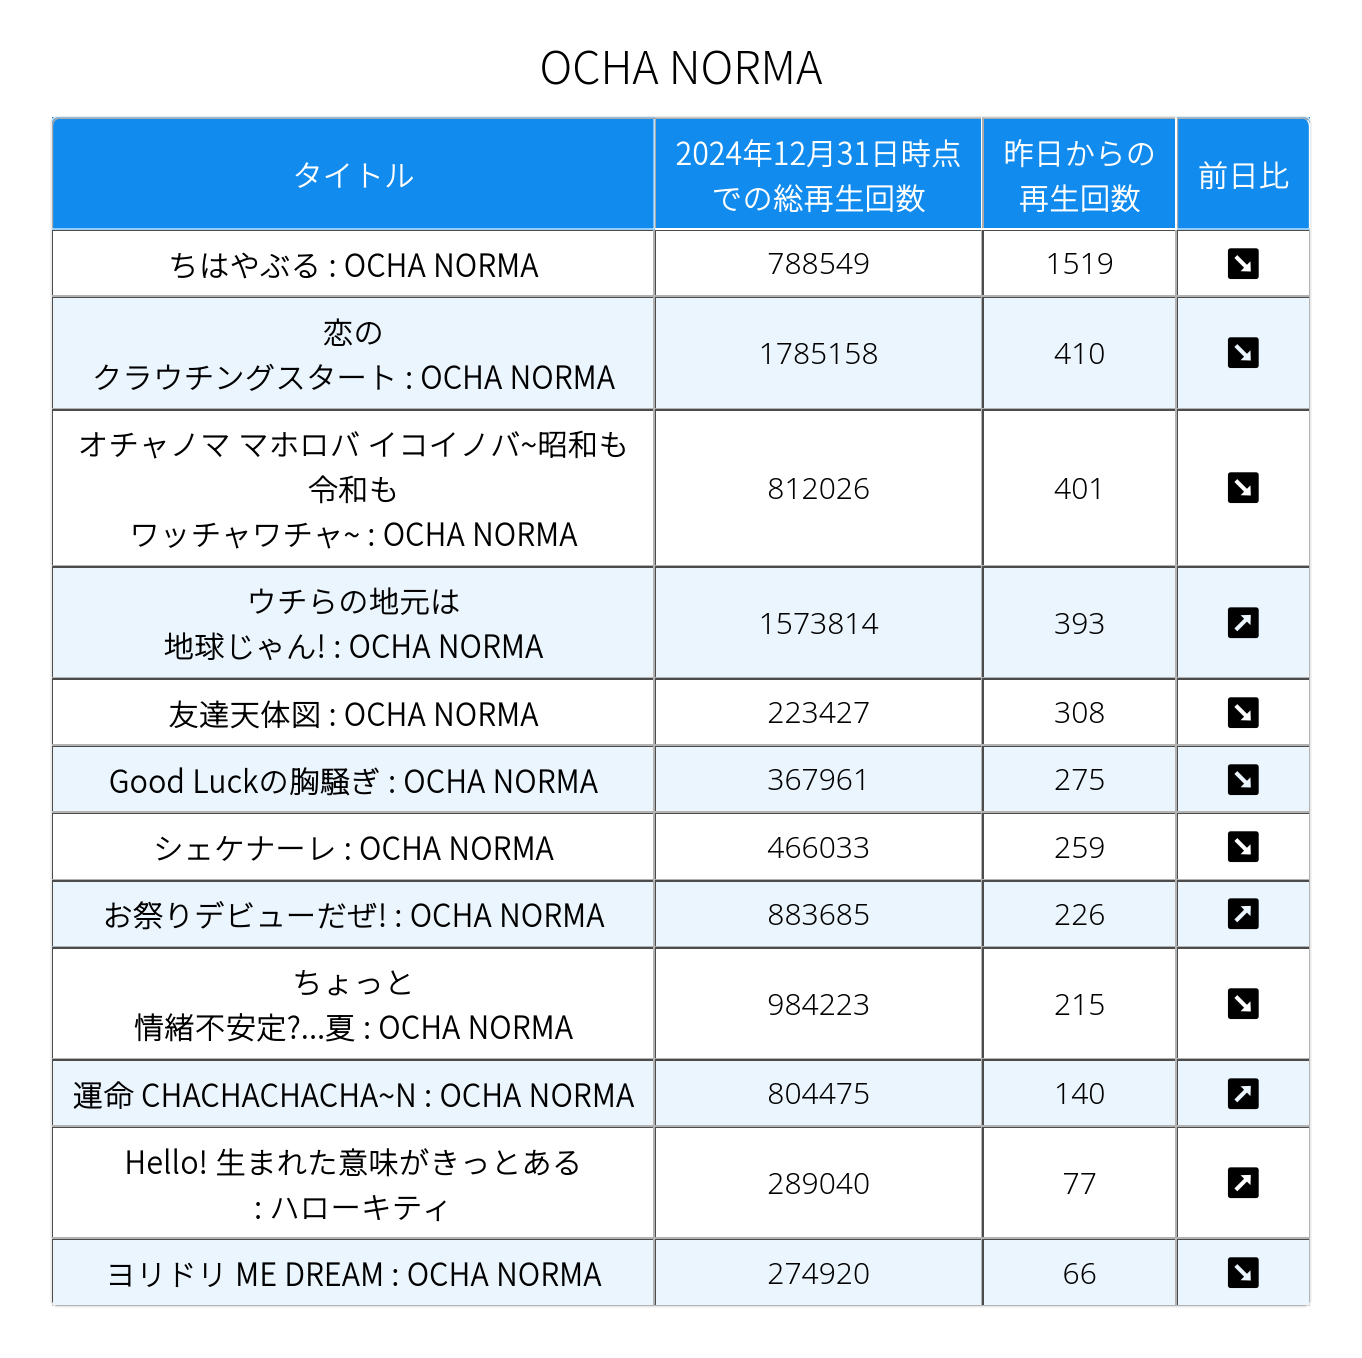 OCHA NORMA
タイトル
2024年12月31日時点
での総再生回数
昨日からの
再生回数
前日比
ちはやぶる : OCHA NORMA
788549
1519
恋の
クラウチングスタート : OCHA NORMA
1785158
410
オチャノマ マホロバ イコイノバ~昭和も
令和も
ワッチャワチャ~ : OCHA NORMA
812026
401
ウチらの地元は
地球じゃん! : OCHA NORMA
1573814
393
友達天体図 : OCHA NORMA
223427
308
Good Luckの胸騒ぎ : OCHA NORMA
367961
275
シェケナーレ : OCHA NORMA
466033
259
お祭りデビューだぜ! : OCHA NORMA
883685
226
ちょっと
情緒不安定?...夏 : OCHA NORMA
984223
215
運命 CHACHACHACHA~N : OCHA NORMA
804475
140
Hello! 生まれた意味がきっとある
: ハローキティ
289040
77
ヨリドリ ME DREAM : OCHA NORMA
274920
66